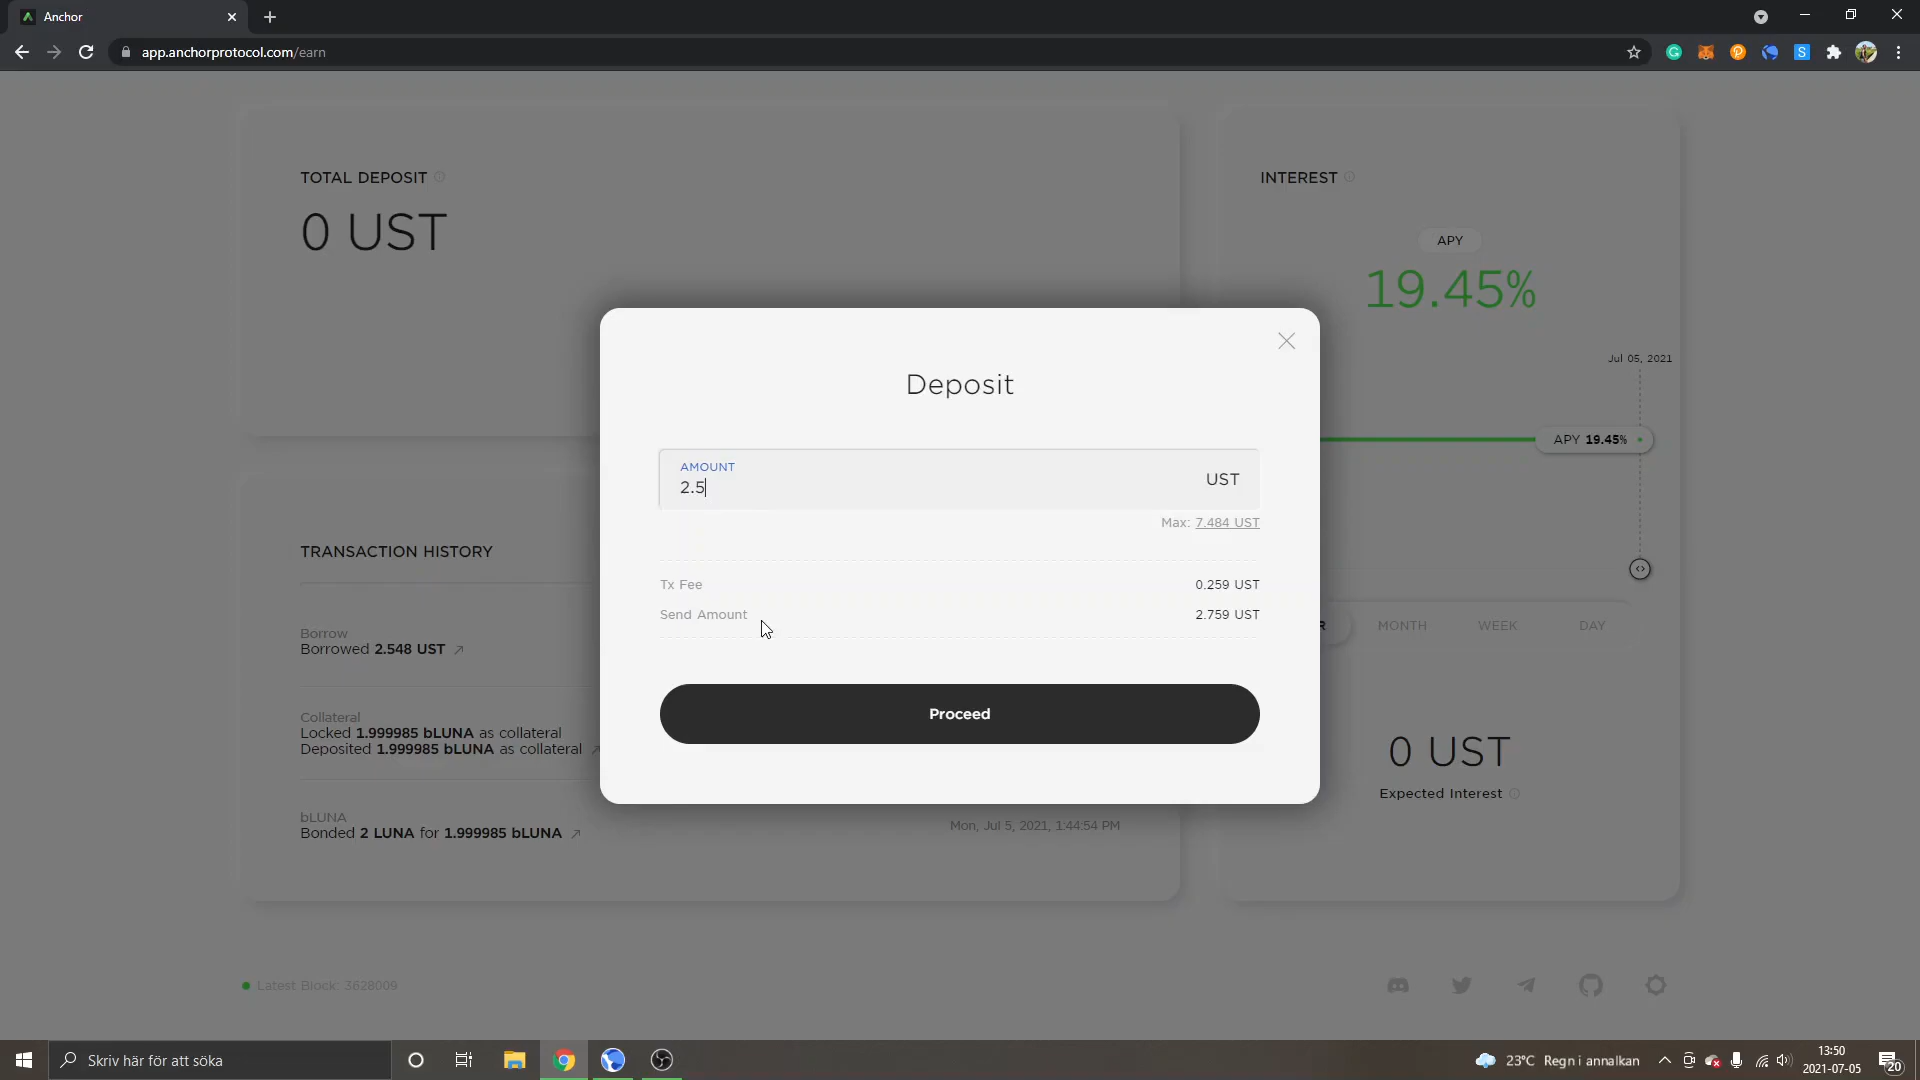 Anchor
app.anchorprotocol.com/earn
TOTAL DEPOSIT
0 UST
INTEREST
APY
19.45%
Jul 05, 2021
APY 19.45%
Deposit
AMOUNT
2.5
UST
Max: 7.484 UST
Tx Fee
0.259 UST
Send Amount
2.759 UST
Proceed
TRANSACTION HISTORY
Borrow
Borrowed 2.548 UST
Collateral
Locked 1.999985 bLUNA as collateral
Deposited 1.999985 bLUNA as collateral
bLUNA
Bonded 2 LUNA for 1.999985 bLUNA
Mon, Jul 5, 2021, 1:44:54 PM
R
MONTH
WEEK
DAY
0 UST
Expected Interest
Latest Block: 3628009
Skriv här för att söka
23°C Regn i annalkan
13:50
2021-07-05
20